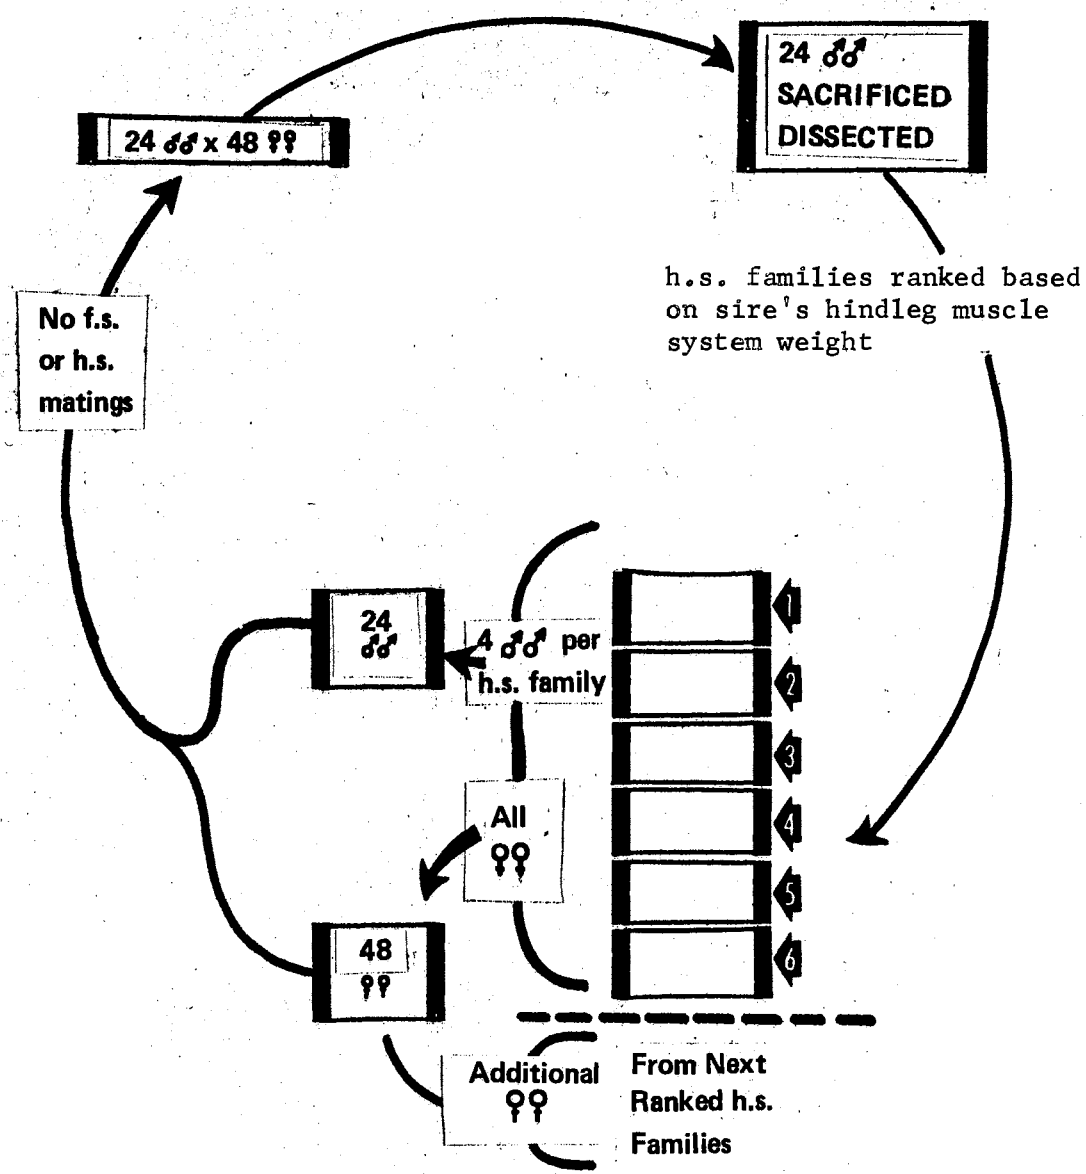 24 ♂♂ x 48 ♀♀
24 ♂♂
SACRIFICED
DISSECTED
h.s. families ranked based
on sire's hindleg muscle
system weight
No f.s.
or h.s.
matings
24
♂♂
4 ♂♂ per
h.s. family
1
2
3
4
5
6
All
♀♀
48
♀♀
Additional
♀♀
From Next
Ranked h.s.
Families